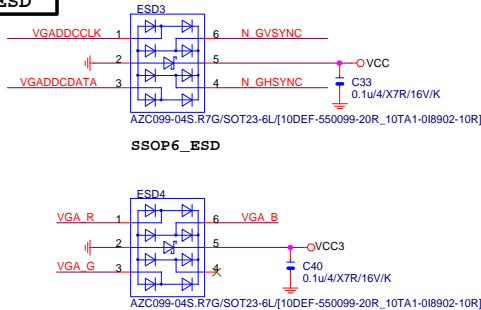 ESD
ESD3
VGADDCCLK 1 6 N_GVSYNC
2 5 VCC
VGADDCDATA 3 4 N_GHSYNC
C33
0.1u/4/X7R/16V/K
AZC099-04S.R7G/SOT23-6L/[10DEF-550099-20R_10TA1-0I8902-10R]
SSOP6_ESD
ESD4
VGA_R 1 6 VGA_B
2 5 VCC3
VGA_G 3 4
C40
0.1u/4/X7R/16V/K
AZC099-04S.R7G/SOT23-6L/[10DEF-550099-20R_10TA1-0I8902-10R]